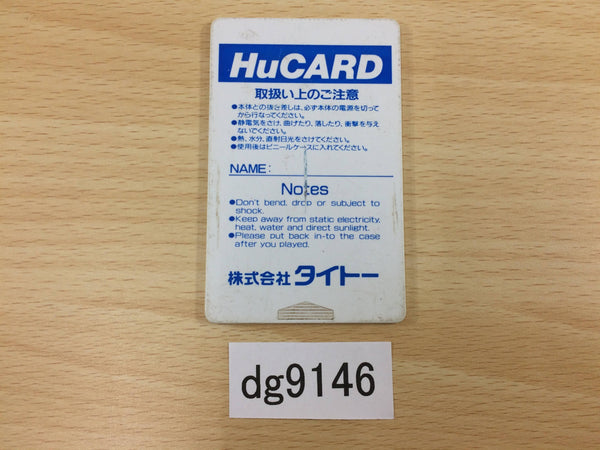 HuCARD
取扱い上のご注意
●本体との抜き差しは、必ず本体の電源を切って
から行なってください。
●静電気をさけ、曲げたり、落したり、衝撃を与え
ないでください。
●熱、水分、直射日光をさけてください。
●使用後はビニールケースに入れてください。
NAME:
Notes
●Don't bend, drop or subject to
shock.
●Keep away from static electricity,
heat, water and direct sunlight.
●Please put back in-to the case
after you played.
株式会社タイトー
dg9146